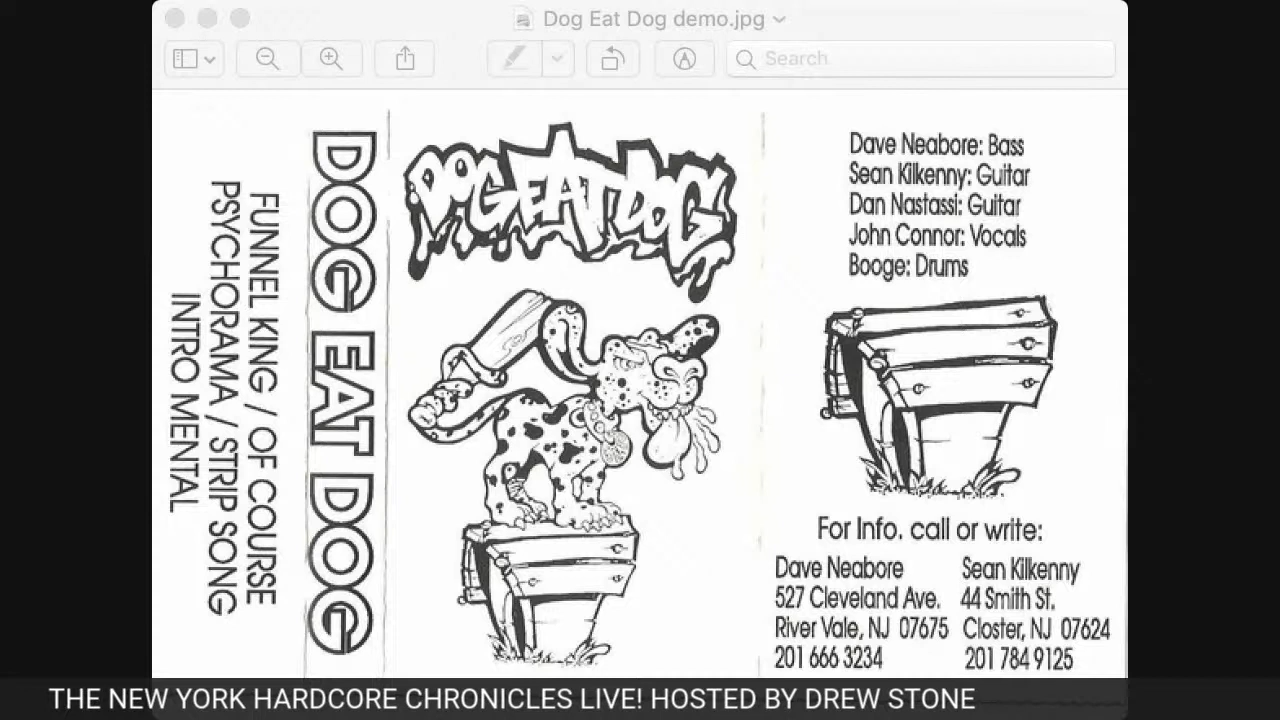 Dog Eat Dog demo.jpg
Search
FUNNEL KING / OF COURSE
PSYCHORAMA / STRIP SONG
INTRO MENTAL
DOG EAT DOG
DOG EAT DOG
Dave Neabore: Bass
Sean Kilkenny: Guitar
Dan Nastassi: Guitar
John Connor: Vocals
Booge: Drums
For Info. call or write:
Dave Neabore
527 Cleveland Ave.
River Vale, NJ 07675
201 666 3234
Sean Kilkenny
44 Smith St.
Closter, NJ 07624
201 784 9125
THE NEW YORK HARDCORE CHRONICLES LIVE! HOSTED BY DREW STONE